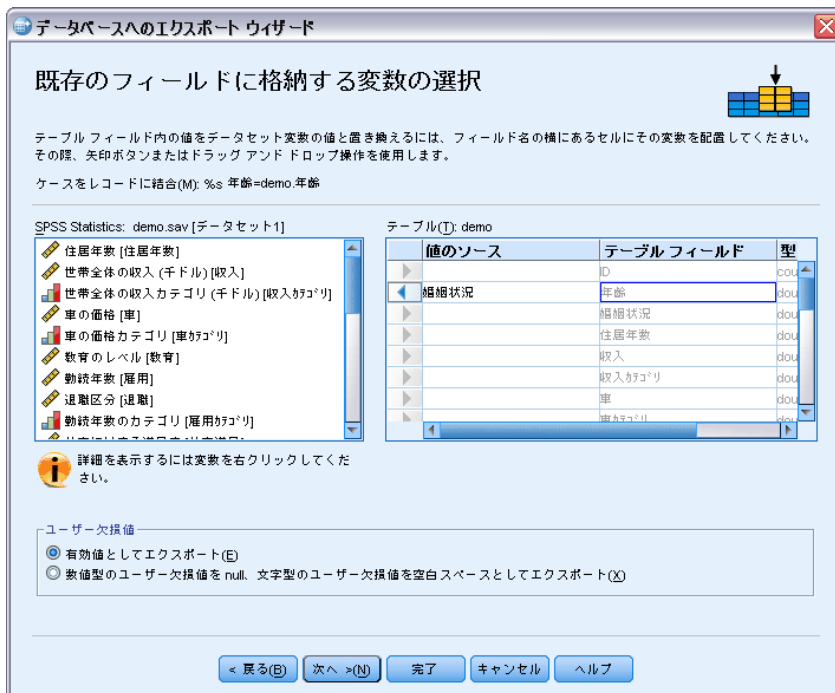 データベースへのエクスポート ウィザード
既存のフィールドに格納する変数の選択
テーブル フィールド内の値をデータセット変数の値と置き換えるには、フィールド名の横にあるセルにその変数を配置してください。
その際、矢印ボタンまたはドラッグ アンド ドロップ操作を使用します。
ケースをレコードに結合(M): %s 年齢=demo.年齢
SPSS Statistics: demo.sav [データセット1]
住居年数 [住居年数]
世帯全体の収入 (千ドル) [収入]
世帯全体の収入カテゴリ (千ドル) [収入ｶﾃｺﾞﾘ]
車の価格 [車]
車の価格カテゴリ [車ｶﾃｺﾞﾘ]
教育のレベル [教育]
勤続年数 [雇用]
退職区分 [退職]
勤続年数のカテゴリ [雇用ｶﾃｺﾞﾘ]
テーブル(T): demo
値のソース テーブル フィールド 型
ID cou
婚姻状況 年齢 dou
婚姻状況 dou
住居年数 dou
収入 dou
収入ｶﾃｺﾞﾘ dou
車 dou
車ｶﾃｺﾞﾘ dou
詳細を表示するには変数を右クリックしてくだ
さい。
ユーザー欠損値
有効値としてエクスポート(E)
数値型のユーザー欠損値を null、文字型のユーザー欠損値を空白スペースとしてエクスポート(X)
< 戻る(B) 次へ >(N) 完了 キャンセル ヘルプ